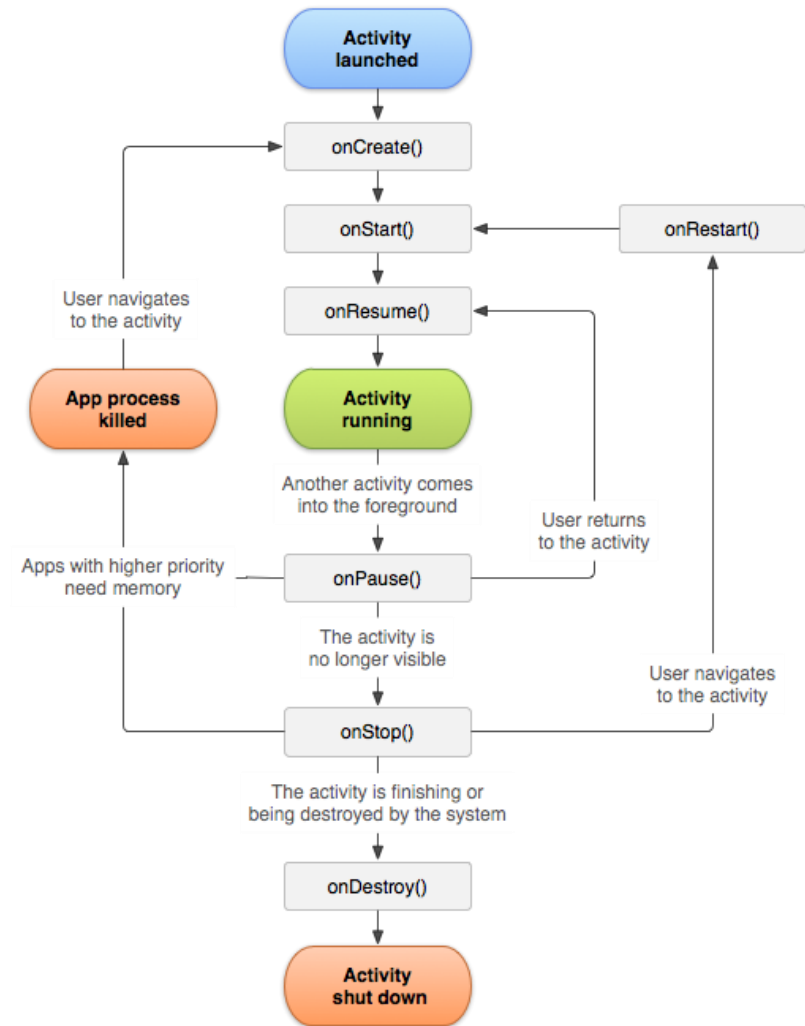 Activity
launched
onCreate()
onStart()
onRestart()
User navigates
to the activity
onResume()
App process
killed
Activity
running
Another activity comes
into the foreground
User returns
to the activity
Apps with higher priority
need memory
onPause()
The activity is
no longer visible
User navigates
to the activity
onStop()
The activity is finishing or
being destroyed by the system
onDestroy()
Activity
shut down